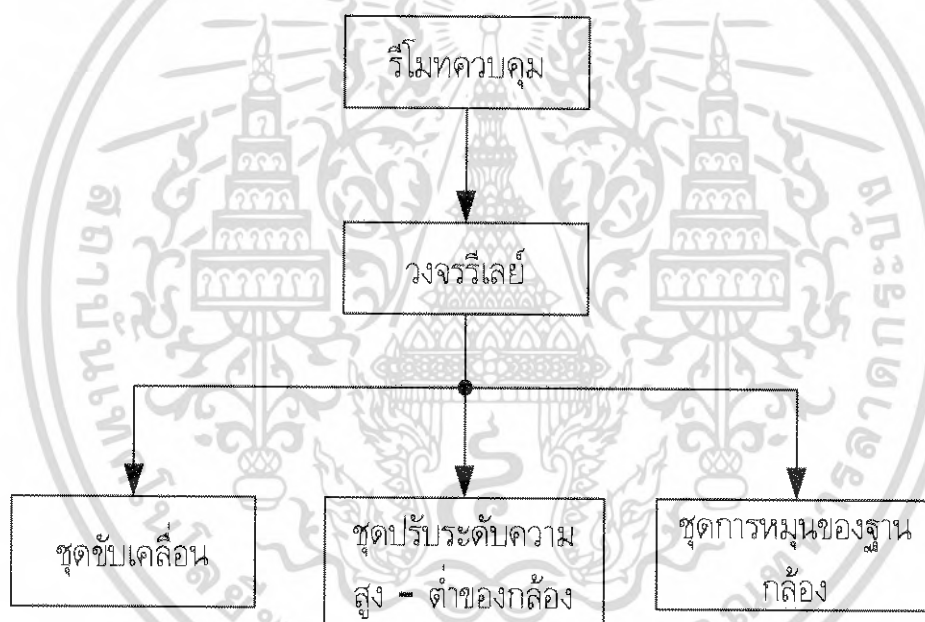 รีโมทควบคุม
วงจรรีเลย์
ชุดขับเคลื่อน
ชุดปรับระดับความ
สูง - ต่ำของกล้อง
ชุดการหมุนของฐาน
กล้อง